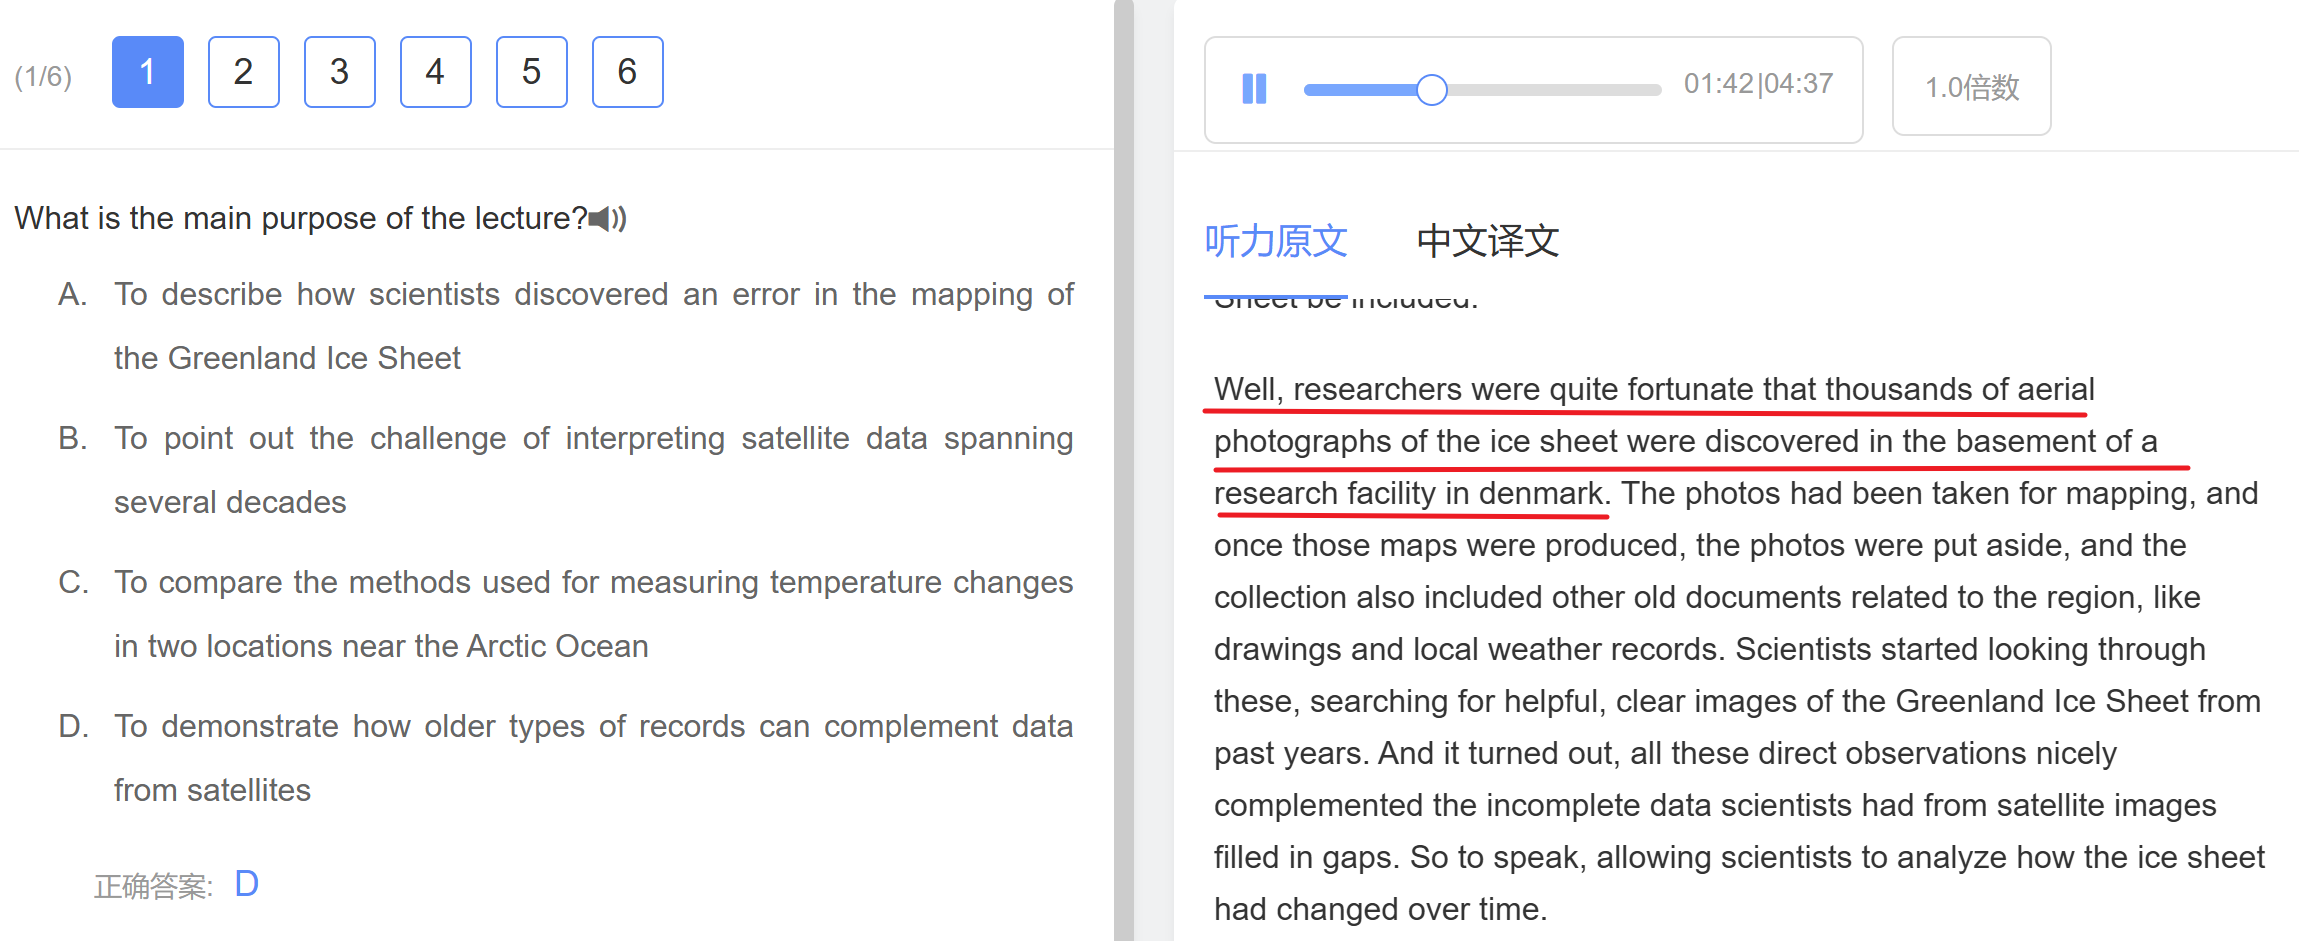 (1/6) 1 2 3 4 5 6
What is the main purpose of the lecture?
A. To describe how scientists discovered an error in the mapping of
the Greenland Ice Sheet
B. To point out the challenge of interpreting satellite data spanning
several decades
C. To compare the methods used for measuring temperature changes
in two locations near the Arctic Ocean
D. To demonstrate how older types of records can complement data
from satellites
正确答案: D
01:42|04:37
1.0倍数
听力原文 中文译文
Sheet be included.
Well, researchers were quite fortunate that thousands of aerial
photographs of the ice sheet were discovered in the basement of a
research facility in denmark. The photos had been taken for mapping, and
once those maps were produced, the photos were put aside, and the
collection also included other old documents related to the region, like
drawings and local weather records. Scientists started looking through
these, searching for helpful, clear images of the Greenland Ice Sheet from
past years. And it turned out, all these direct observations nicely
complemented the incomplete data scientists had from satellite images
filled in gaps. So to speak, allowing scientists to analyze how the ice sheet
had changed over time.